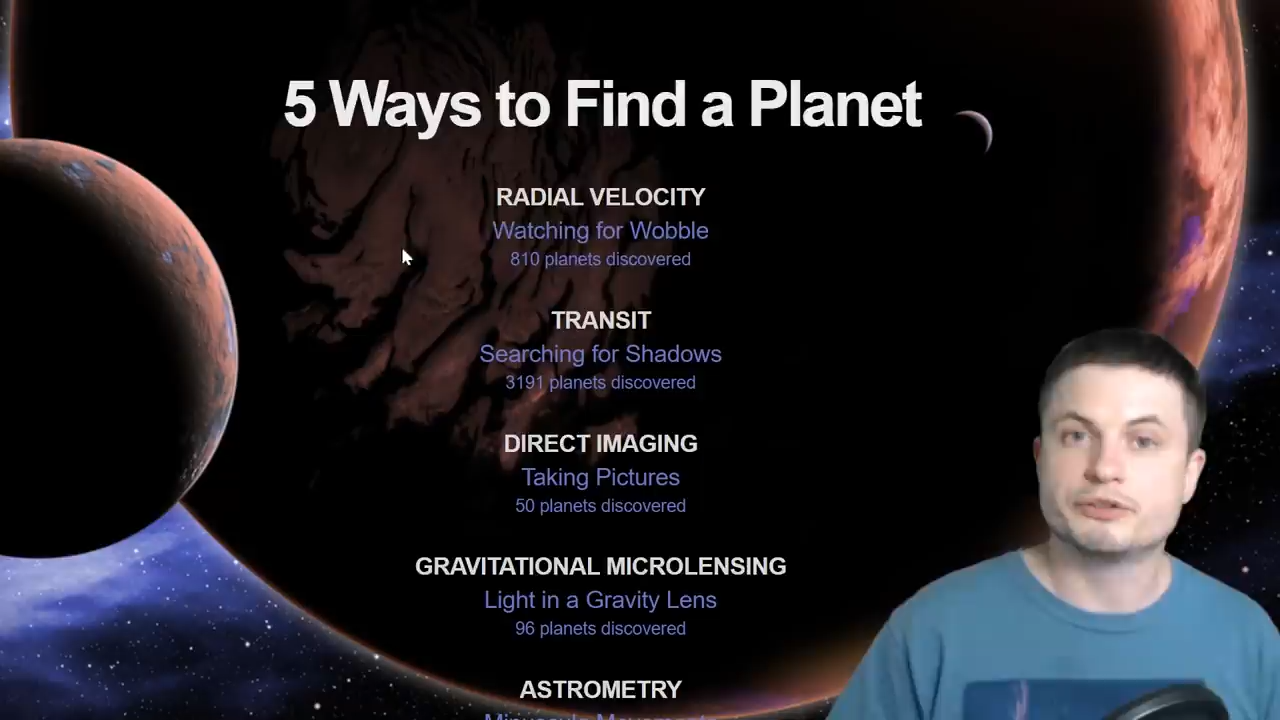 5 Ways to Find a Planet
RADIAL VELOCITY
Watching for Wobble
810 planets discovered
TRANSIT
Searching for Shadows
3191 planets discovered
DIRECT IMAGING
Taking Pictures
50 planets discovered
GRAVITATIONAL MICROLENSING
Light in a Gravity Lens
96 planets discovered
ASTROMETRY